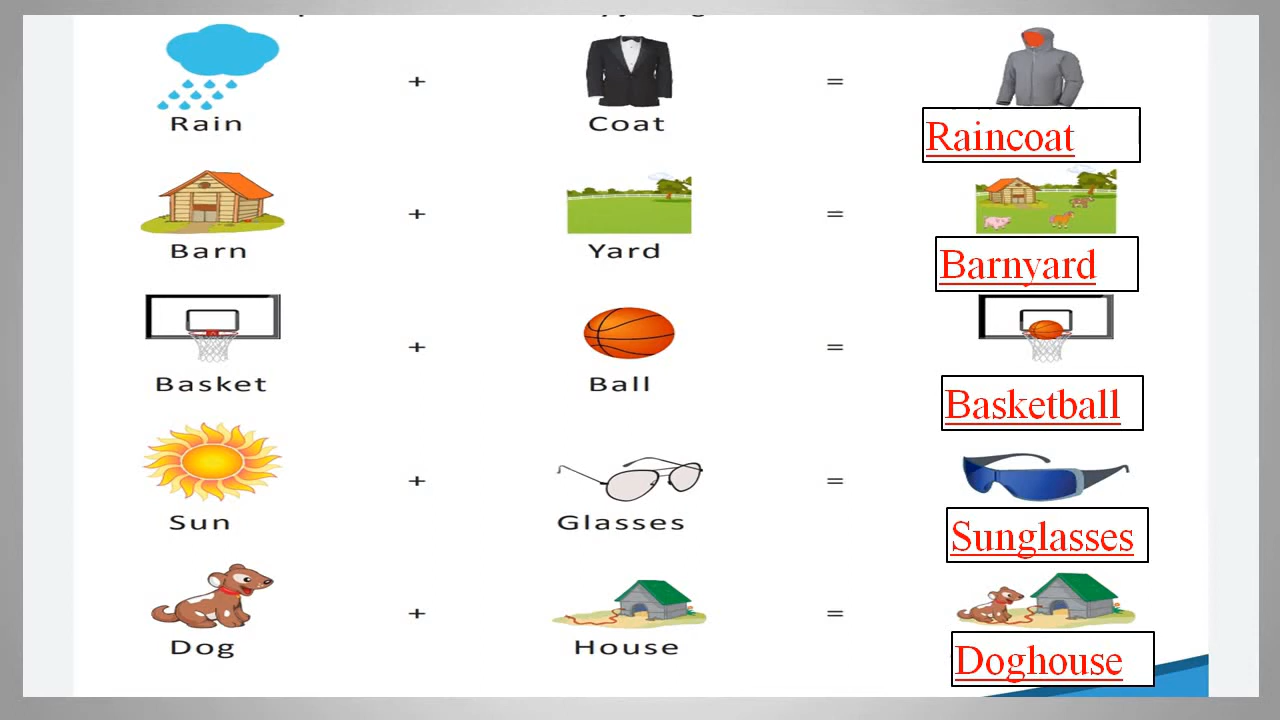 Rain + Coat = Raincoat
Barn + Yard = Barnyard
Basket + Ball = Basketball
Sun + Glasses = Sunglasses
Dog + House = Doghouse